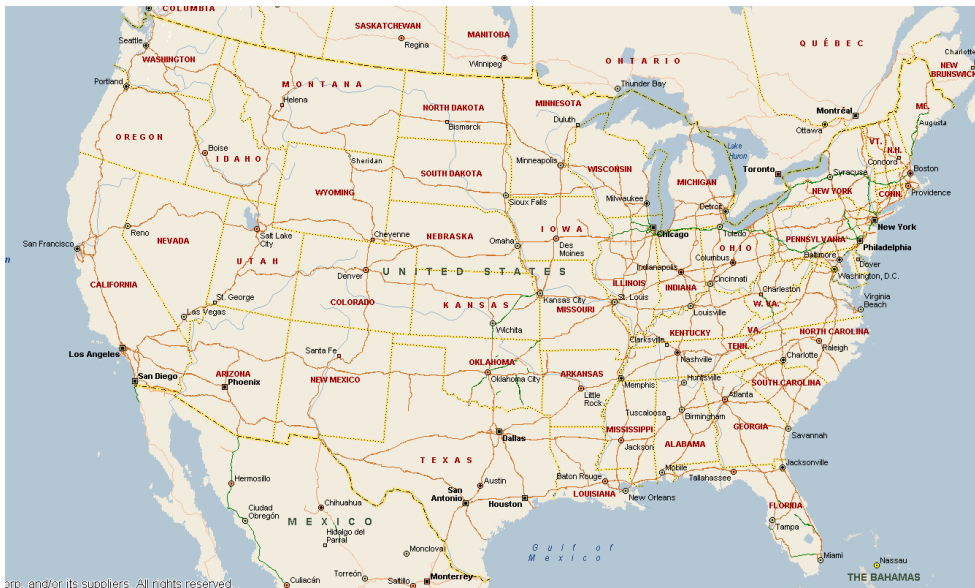 COLUMBIA
Seattle
WASHINGTON
Portland
SASKATCHEWAN
Regina
MANITOBA
Winnipeg
ONTARIO
Thunder Bay
QUÉBEC
Charlotte
NEW
BRUNSWICK
MONTANA
Helena
NORTH DAKOTA
Bismarck
MINNESOTA
Duluth
Montréal
Ottawa
ME.
Augusta
VT.
N.H.
Concord
OREGON
Boise
IDAHO
Sheridan
SOUTH DAKOTA
Minneapolis
WISCONSIN
Lake
Huron
Toronto
Syracuse
Boston
MICHIGAN
NEW YORK
CONN.
Providence
WYOMING
Sioux Falls
Milwaukee
Detroit
New York
Reno
San Francisco
NEVADA
Salt Lake
City
Cheyenne
NEBRASKA
Omaha
IOWA
Des
Moines
Chicago
Toledo
PENNSYLVANIA
Philadelphia
n
UTAH
Denver
UNITED STATES
OHIO
Columbus
Baltimore
Dover
Indianapolis
Washington, D.C.
CALIFORNIA
St. George
COLORADO
KANSAS
Kansas City
MISSOURI
ILLINOIS
St. Louis
INDIANA
Cincinnati
Charleston
W. VA.
Virginia
Beach
Las Vegas
Wichita
Louisville
Clarksville
KENTUCKY
VA.
NORTH CAROLINA
Raleigh
Los Angeles
Santa Fe
OKLAHOMA
Oklahoma City
Nashville
TENN.
Charlotte
San Diego
ARIZONA
Phoenix
NEW MEXICO
ARKANSAS
Little
Rock
Memphis
Huntsville
SOUTH CAROLINA
Atlanta
Tuscaloosa
Birmingham
Dallas
MISSISSIPPI
Jackson
ALABAMA
GEORGIA
Savannah
TEXAS
Hermosillo
Austin
Baton Rouge
Mobile
Tallahassee
Jacksonville
San
Antonio
Houston
LOUISIANA
New Orleans
Chihuahua
Ciudad
Obregón
MEXICO
Hidalgo del
Parral
FLORIDA
Tampa
Monclova
Gulf of
Mexico
Miami
Nassau
THE BAHAMAS
Culiacán
Torreón
Saltillo
Monterrey
orp. and/or its suppliers. All rights reserved.